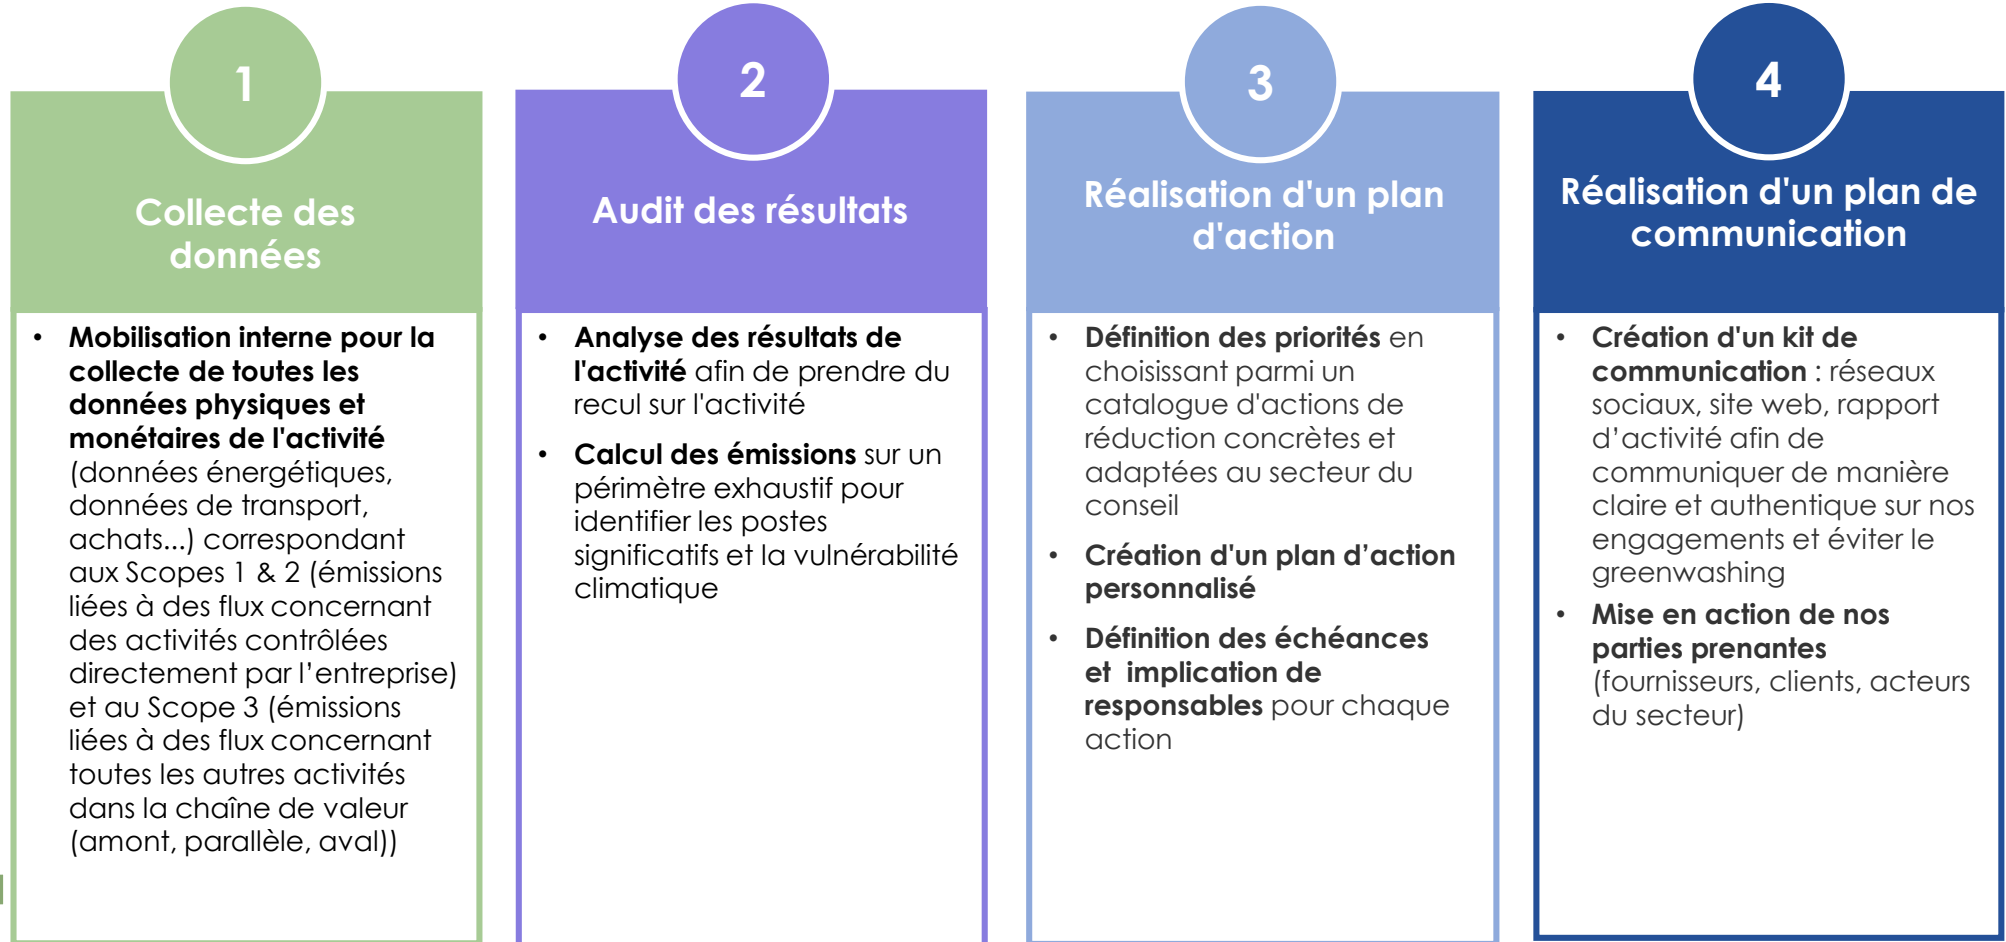 1
Collecte des
données
• Mobilisation interne pour la
collecte de toutes les
données physiques et
monétaires de l'activité
(données énergétiques,
données de transport,
achats...) correspondant
aux Scopes 1 & 2 (émissions
liées à des flux concernant
des activités contrôlées
directement par l’entreprise)
et au Scope 3 (émissions
liées à des flux concernant
toutes les autres activités
dans la chaîne de valeur
(amont, parallèle, aval))
2
Audit des résultats
• Analyse des résultats de
l'activité afin de prendre du
recul sur l'activité
• Calcul des émissions sur un
périmètre exhaustif pour
identifier les postes
significatifs et la vulnérabilité
climatique
3
Réalisation d'un plan
d'action
• Définition des priorités en
choisissant parmi un
catalogue d'actions de
réduction concrètes et
adaptées au secteur du
conseil
• Création d'un plan d’action
personnalisé
• Définition des échéances
et implication de
responsables pour chaque
action
4
Réalisation d'un plan de
communication
• Création d'un kit de
communication : réseaux
sociaux, site web, rapport
d’activité afin de
communiquer de manière
claire et authentique sur nos
engagements et éviter le
greenwashing
• Mise en action de nos
parties prenantes
(fournisseurs, clients, acteurs
du secteur)